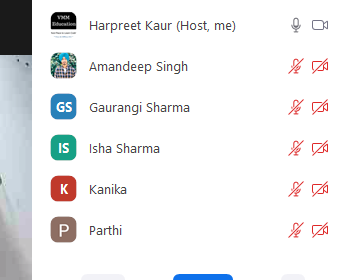 VMM
Education
Harpreet Kaur (Host, me)
Amandeep Singh
GS
Gaurangi Sharma
IS
Isha Sharma
K
Kanika
P
Parthi